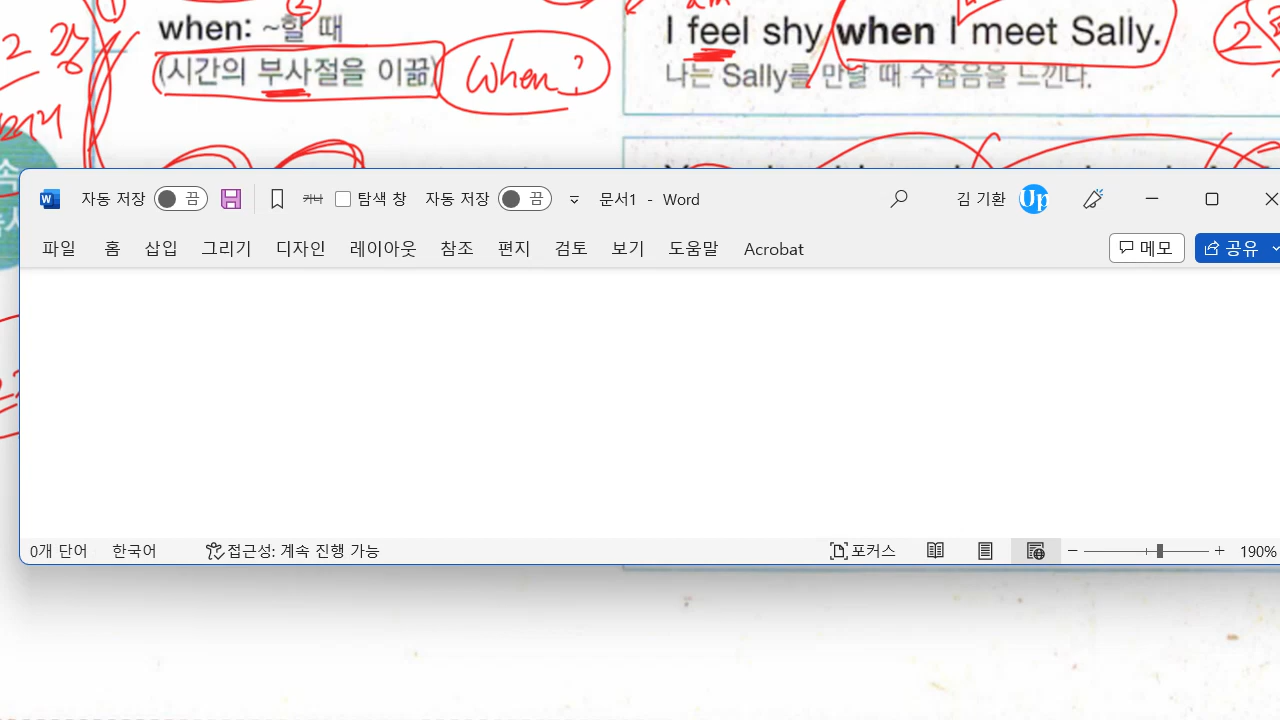 when: ~할 때
(시간의 부사절을 이끎)
When?
am
I feel shy when I meet Sally.
나는 Sally를 만날 때 수줍음을 느낀다.
자동 저장 끔 가나 탐색 창 자동 저장 끔 문서1 - Word 김 기환 Up
파일 홈 삽입 그리기 디자인 레이아웃 참조 편지 검토 보기 도움말 Acrobat 메모 공유
0개 단어 한국어 접근성: 계속 진행 가능 포커스 190%